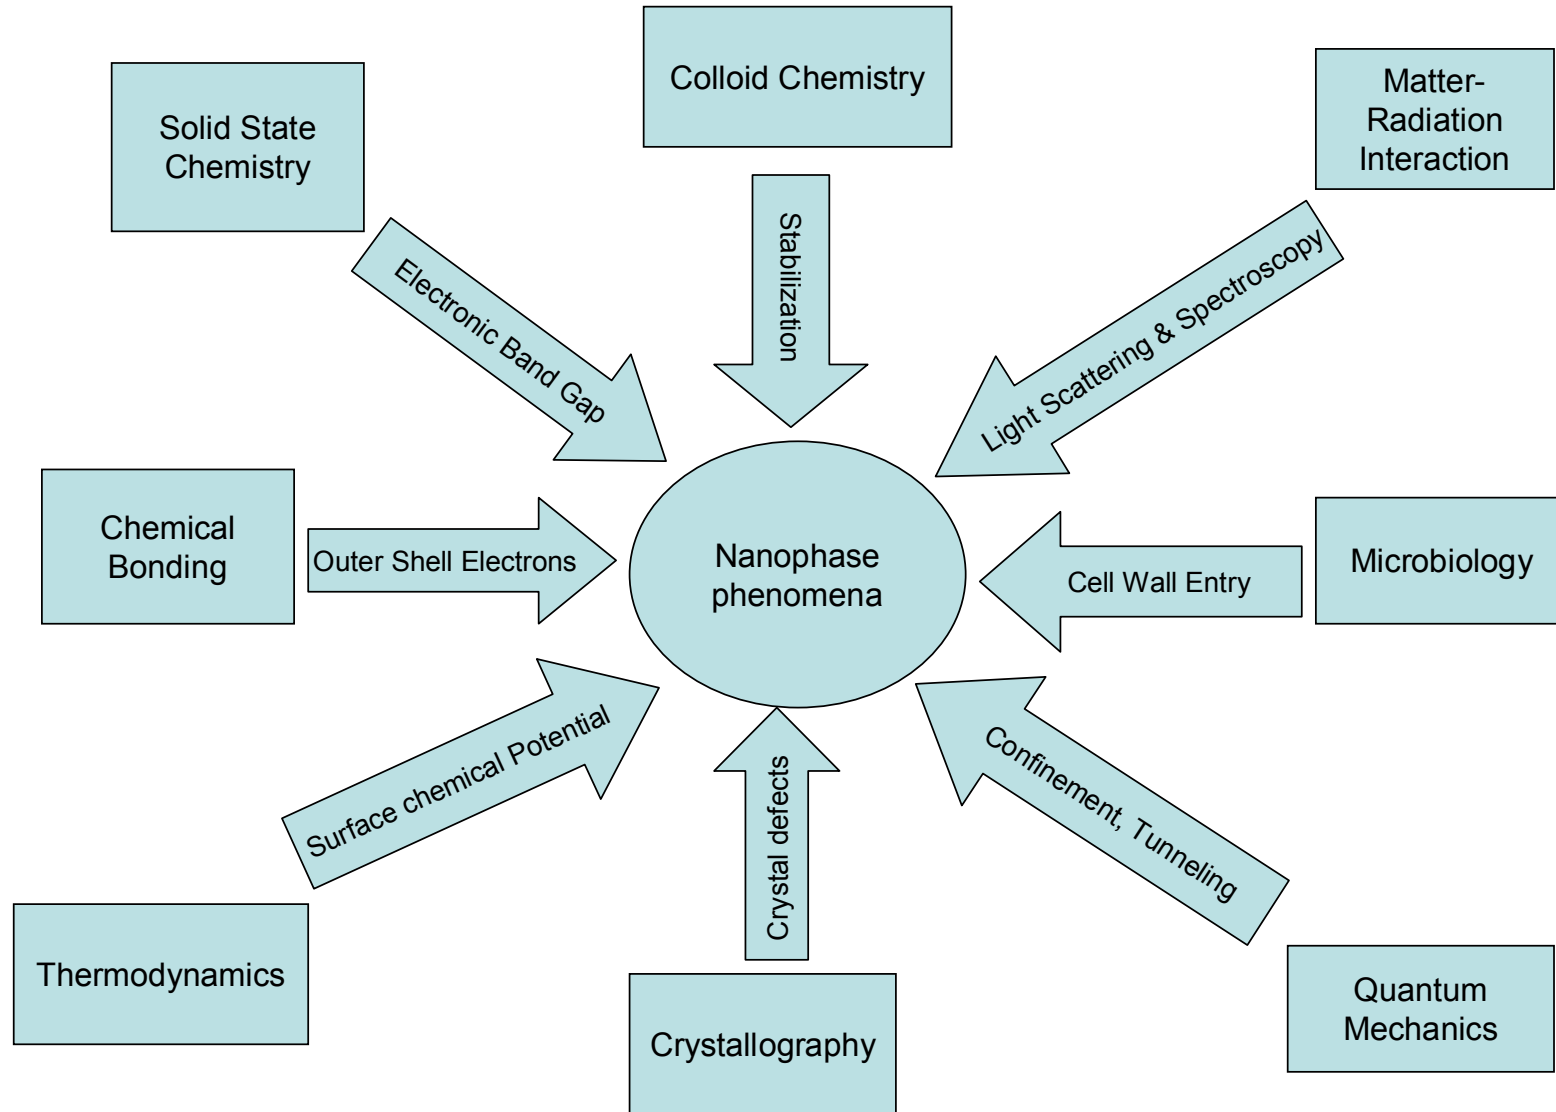 Colloid Chemistry
Solid State
Chemistry
Matter-
Radiation
Interaction
Stabilization
Electronic Band Gap
Light Scattering & Spectroscopy
Chemical
Bonding
Outer Shell Electrons
Nanophase
phenomena
Cell Wall Entry
Microbiology
Surface chemical Potential
Crystal defects
Confinement, Tunneling
Thermodynamics
Crystallography
Quantum
Mechanics